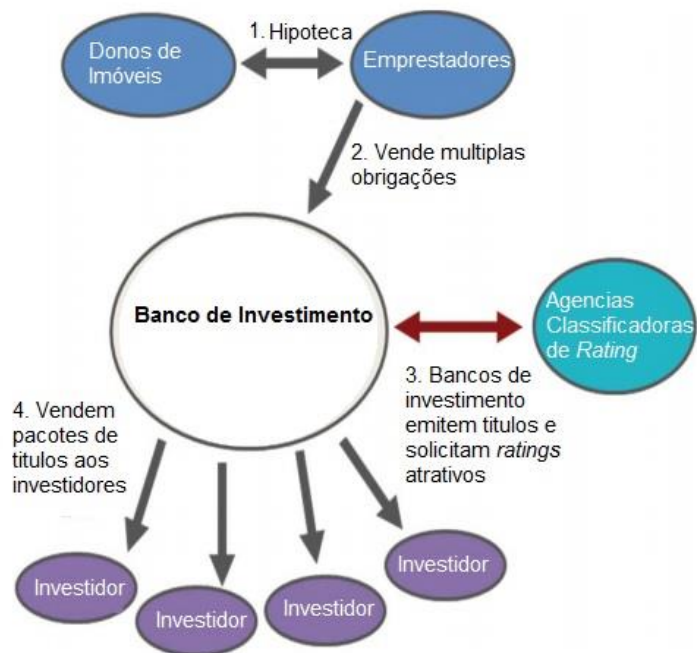 1. Hipoteca
Donos de
Imóveis
Emprestadores
2. Vende multiplas
obrigações
Banco de Investimento
Agencias
Classificadoras
de Rating
3. Bancos de
investimento
emitem titulos e
solicitam ratings
atrativos
4. Vendem
pacotes de
titulos aos
investidores
Investidor
Investidor
Investidor
Investidor